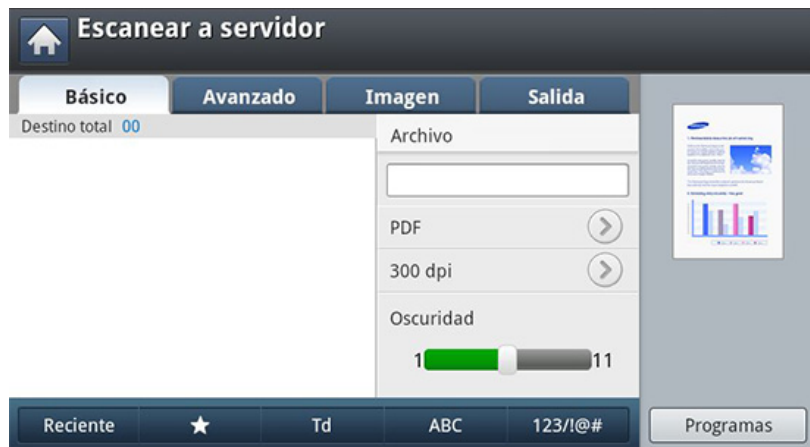 Escanear a servidor
Básico Avanzado Imagen Salida
Destino total 00
Archivo
PDF
300 dpi
Oscuridad
1 11
Reciente Td ABC 123/!@# Programas